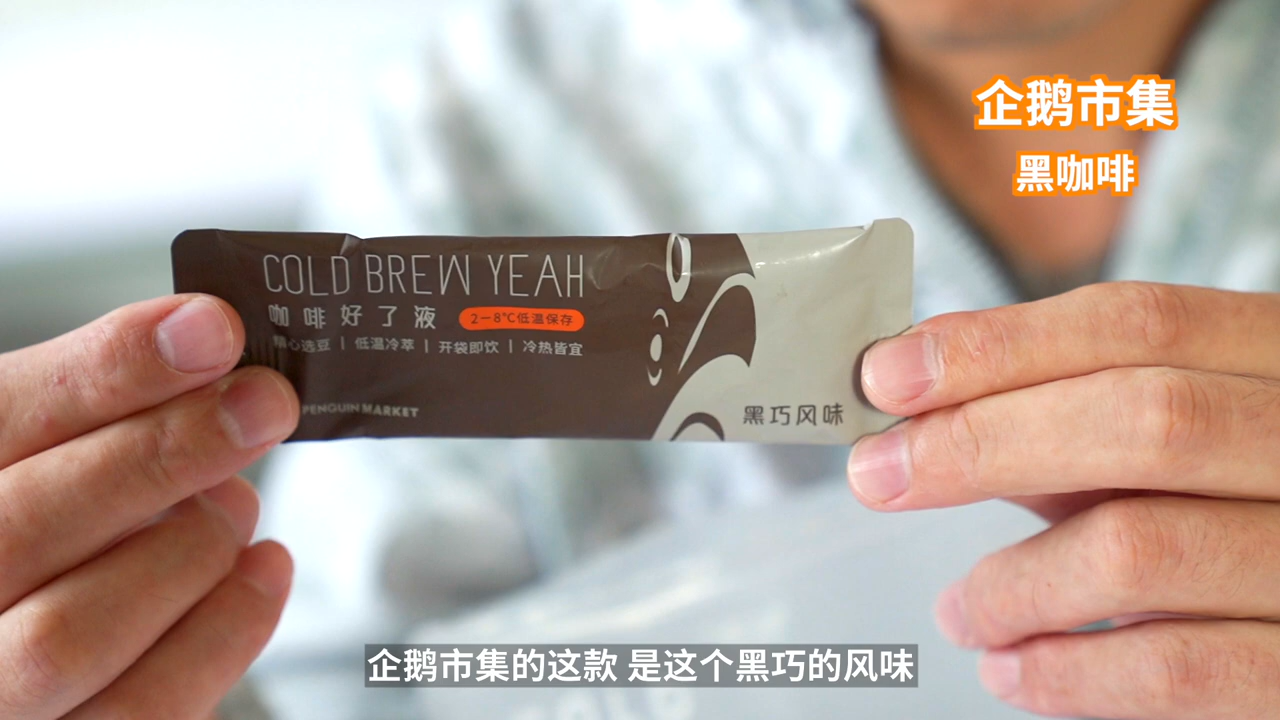 企鹅市集
黑咖啡
COLD BREW YEAH
咖啡好了液 2—8℃低温保存
精心选豆 | 低温冷萃 | 开袋即饮 | 冷热皆宜
PENGUIN MARKET
黑巧风味
企鹅市集的这款 是这个黑巧的风味